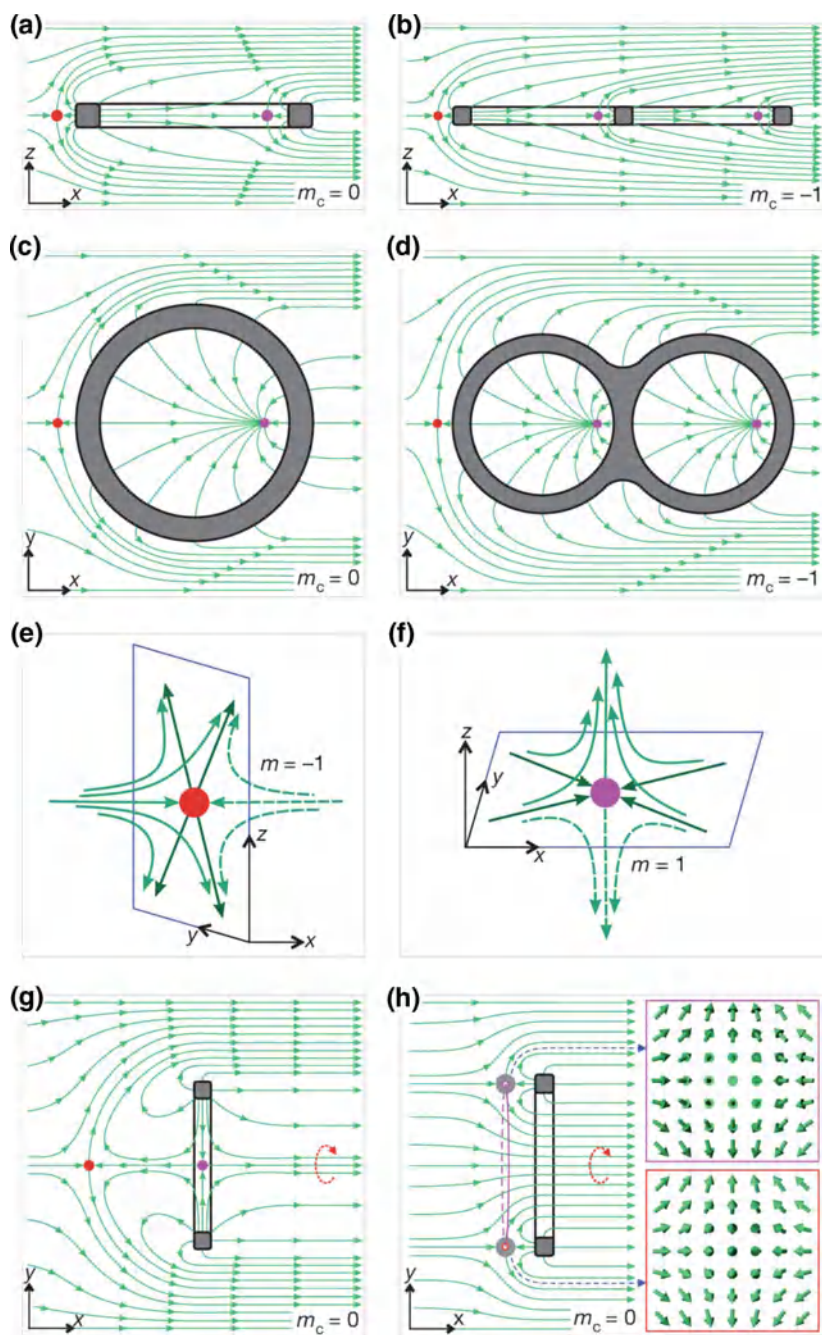 (a)
z
x
m_c = 0
(b)
z
x
m_c = −1
(c)
y
x
m_c = 0
(d)
y
x
m_c = −1
(e)
m = −1
z
y
x
(f)
z
y
x
m = 1
(g)
y
x
m_c = 0
(h)
y
x
m_c = 0